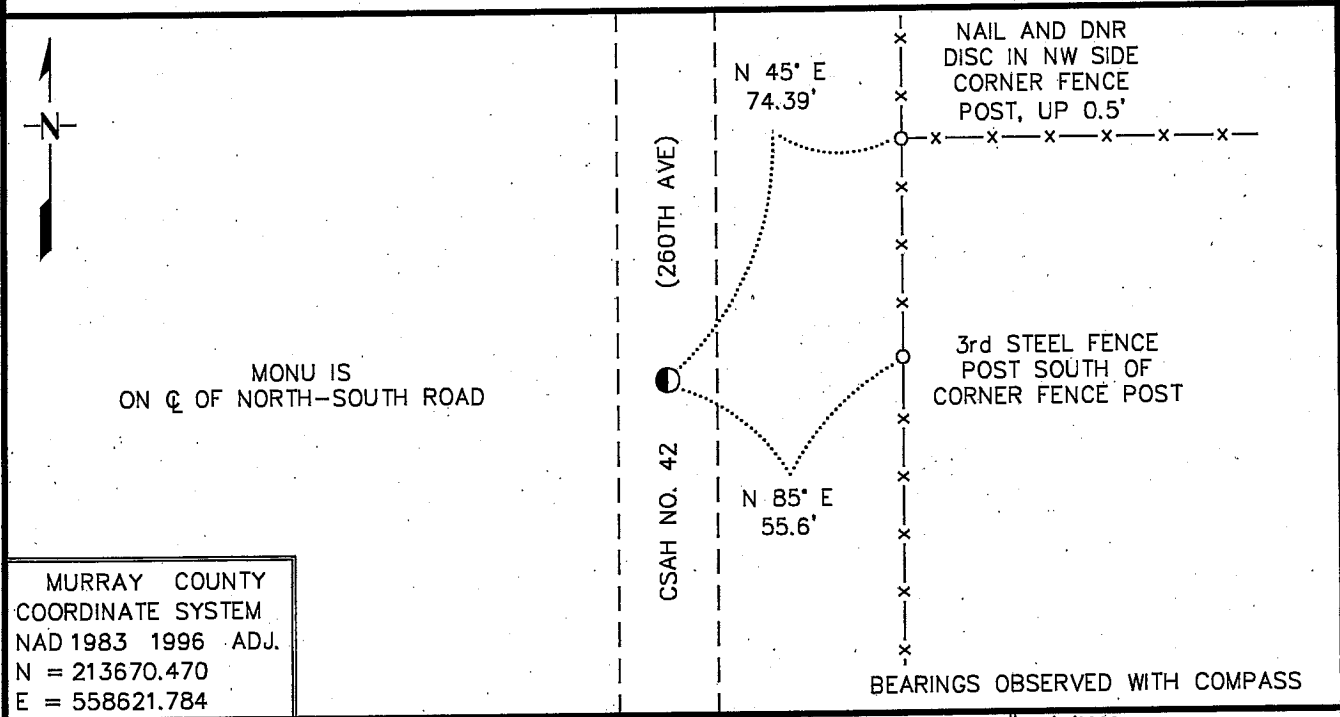 N
N 45° E
74.39'
NAIL AND DNR
DISC IN NW SIDE
CORNER FENCE
POST, UP 0.5'
(260TH AVE)
MONU IS
ON ℄ OF NORTH-SOUTH ROAD
3rd STEEL FENCE
POST SOUTH OF
CORNER FENCE POST
CSAH NO. 42
N 85° E
55.6'
MURRAY COUNTY
COORDINATE SYSTEM
NAD 1983 1996 ADJ.
N = 213670.470
E = 558621.784
BEARINGS OBSERVED WITH COMPASS